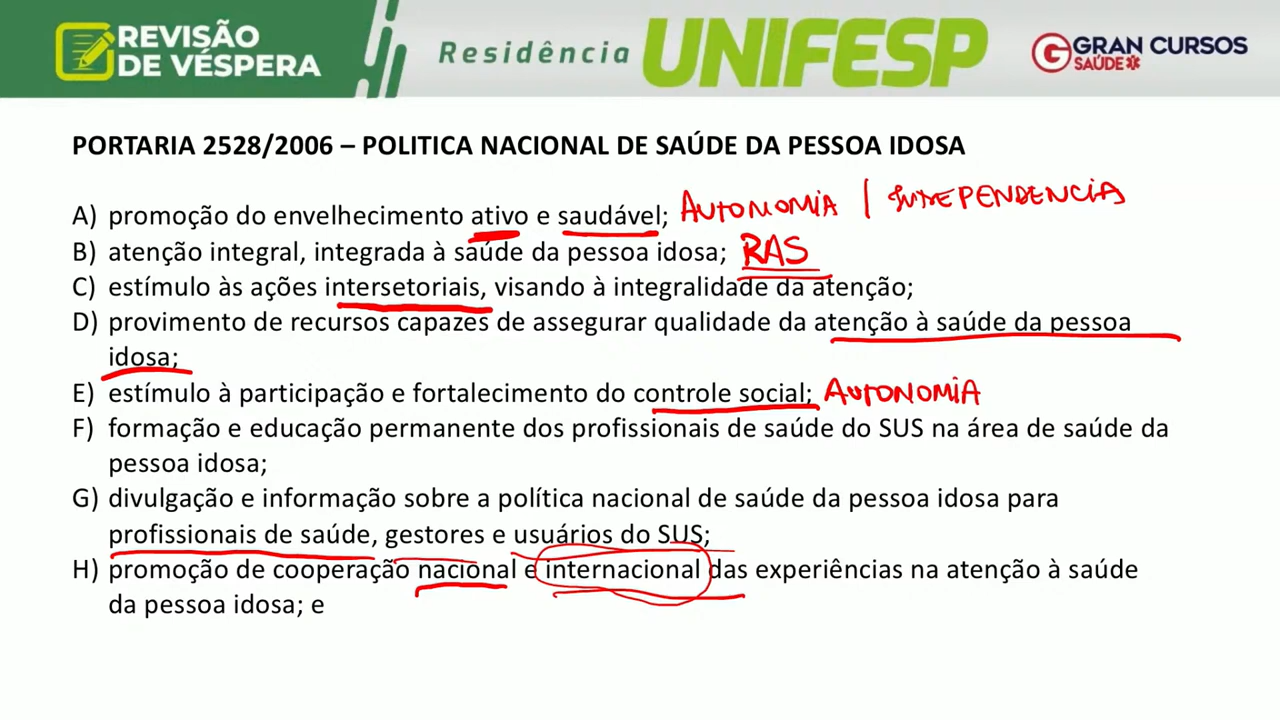 REVISÃO
DE VÉSPERA
Residência UNIFESP
GRAN CURSOS
SAÚDE
PORTARIA 2528/2006 – POLITICA NACIONAL DE SAÚDE DA PESSOA IDOSA
A) promoção do envelhecimento ativo e saudável; AUTONOMIA | INDEPENDENCIA
B) atenção integral, integrada à saúde da pessoa idosa; RAS
C) estímulo às ações intersetoriais, visando à integralidade da atenção;
D) provimento de recursos capazes de assegurar qualidade da atenção à saúde da pessoa
idosa;
E) estímulo à participação e fortalecimento do controle social; AUTONOMIA
F) formação e educação permanente dos profissionais de saúde do SUS na área de saúde da
pessoa idosa;
G) divulgação e informação sobre a política nacional de saúde da pessoa idosa para
profissionais de saúde, gestores e usuários do SUS;
H) promoção de cooperação nacional e internacional das experiências na atenção à saúde
da pessoa idosa; e